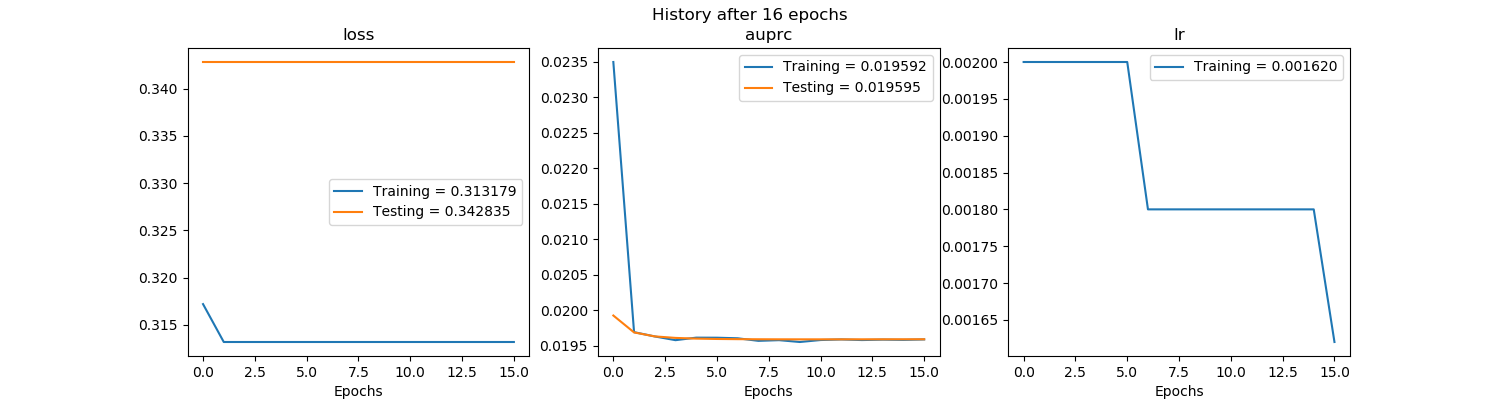 History after 16 epochs
loss
0.340
0.335
0.330
0.325
0.320
0.315
Training = 0.313179
Testing = 0.342835
0.0 2.5 5.0 7.5 10.0 12.5 15.0
Epochs
auprc
0.0235
0.0230
0.0225
0.0220
0.0215
0.0210
0.0205
0.0200
0.0195
Training = 0.019592
Testing = 0.019595
0.0 2.5 5.0 7.5 10.0 12.5 15.0
Epochs
lr
0.00200
0.00195
0.00190
0.00185
0.00180
0.00175
0.00170
0.00165
Training = 0.001620
0.0 2.5 5.0 7.5 10.0 12.5 15.0
Epochs